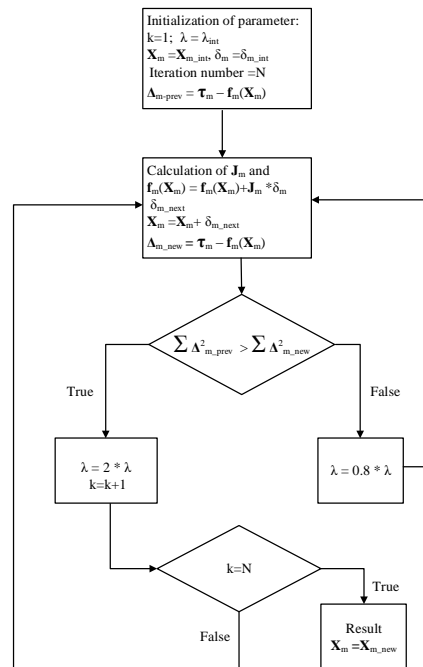 Initialization of parameter:
k=1; λ = λint
Xm =Xm_int, δm =δm_int
Iteration number =N
Δm-prev = τm – fm(Xm)
Calculation of Jm and
fm(Xm) = fm(Xm)+Jm *δm
δm_next
Xm =Xm+ δm_next
Δm_new = τm – fm(Xm)
∑ Δ²m_prev > ∑ Δ²m_new
True
False
λ = 2 * λ
k=k+1
λ = 0.8 * λ
k=N
True
False
Result
Xm =Xm_new